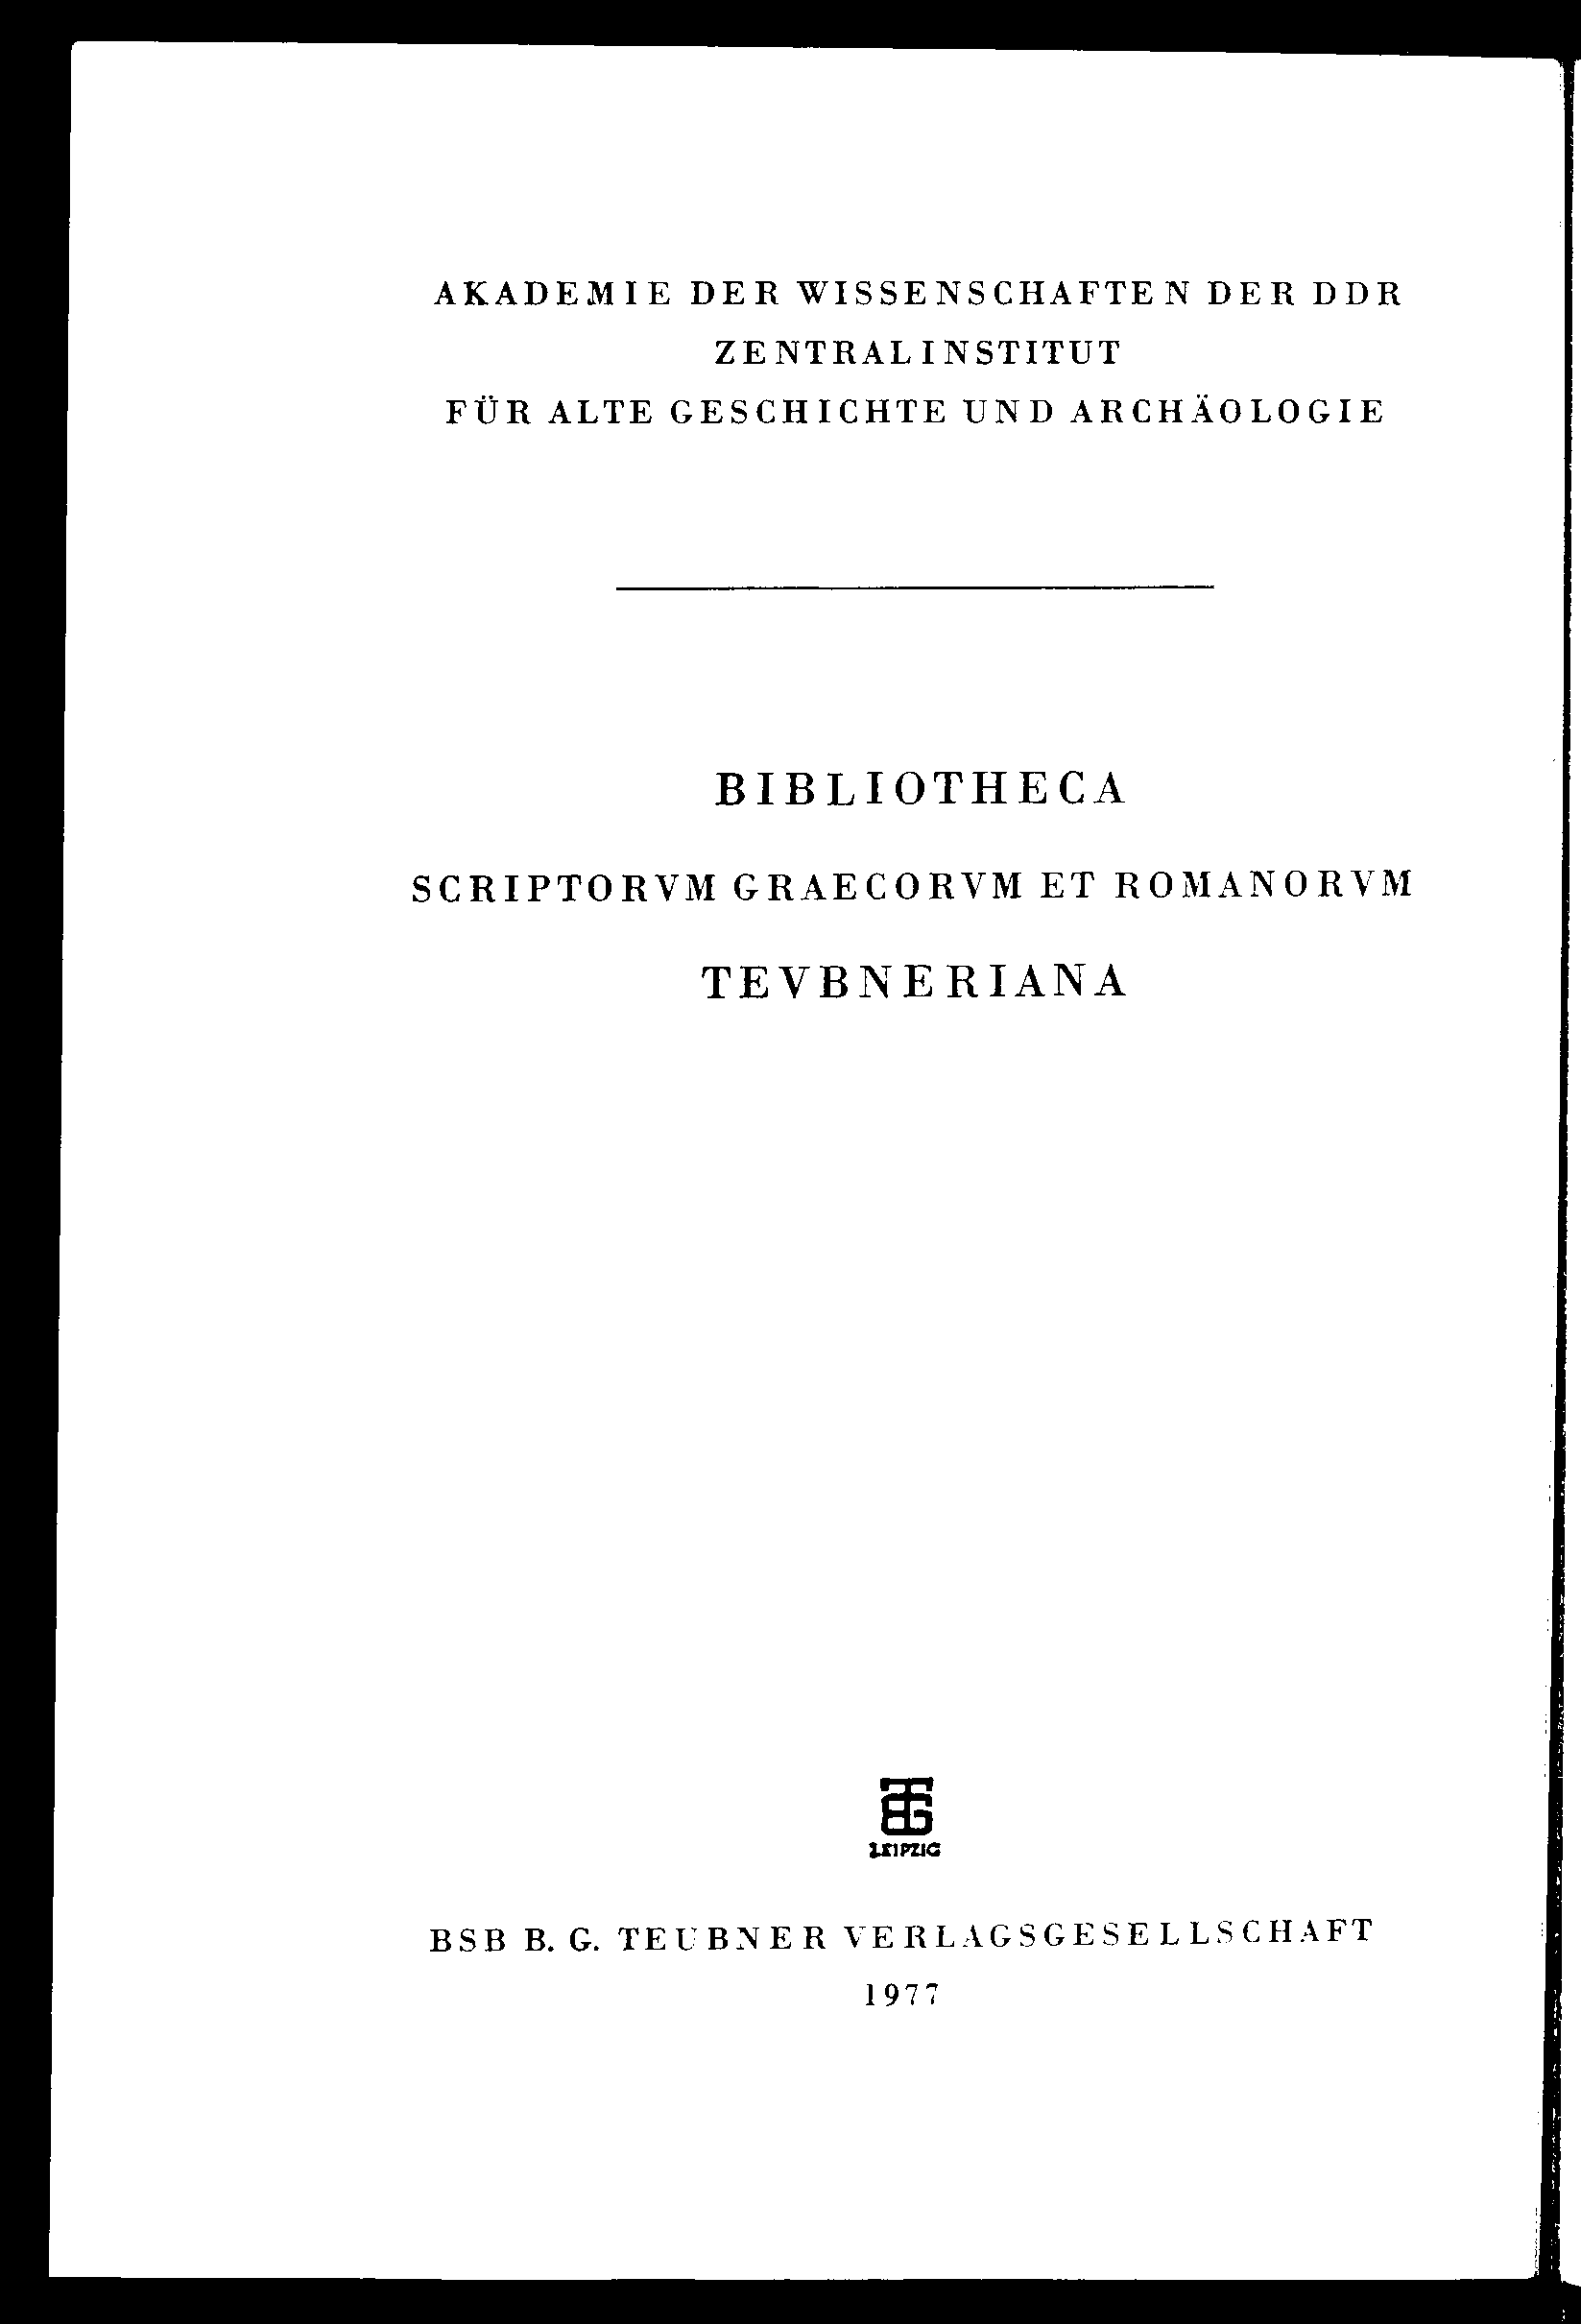 AKADEMIE DER WISSENSCHAFTEN DER DDR
ZENTRALINSTITUT
FÜR ALTE GESCHICHTE UND ARCHÄOLOGIE
BIBLIOTHECA
SCRIPTORVM GRAECORVM ET ROMANORVM
TEVBNERIANA
LEIPZIG
BSB B. G. TEUBNER VERLAGSGESELLSCHAFT
1977